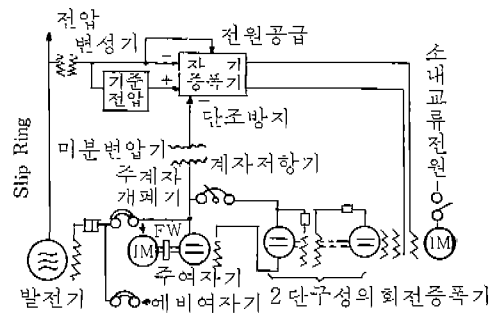 전압
변성기
전원공급
자 기
증폭기
기준
전압
단조방지
미분변압기
주계자
개폐기
계자저항기
소내교류전원
Slip Ring
FW
IM
IM
주여자기
발전기
예비여자기
2단구성의회전증폭기